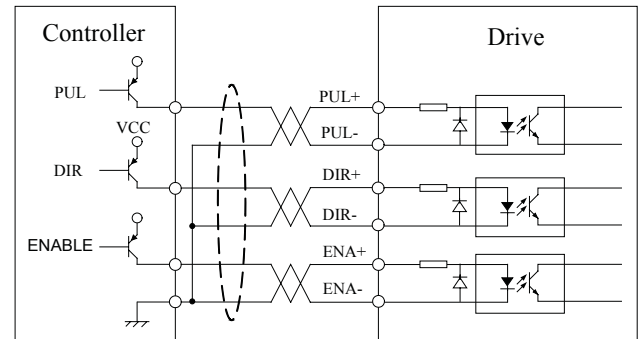 Controller
Drive
PUL
PUL+
VCC
PUL-
DIR
DIR+
DIR-
ENABLE
ENA+
ENA-